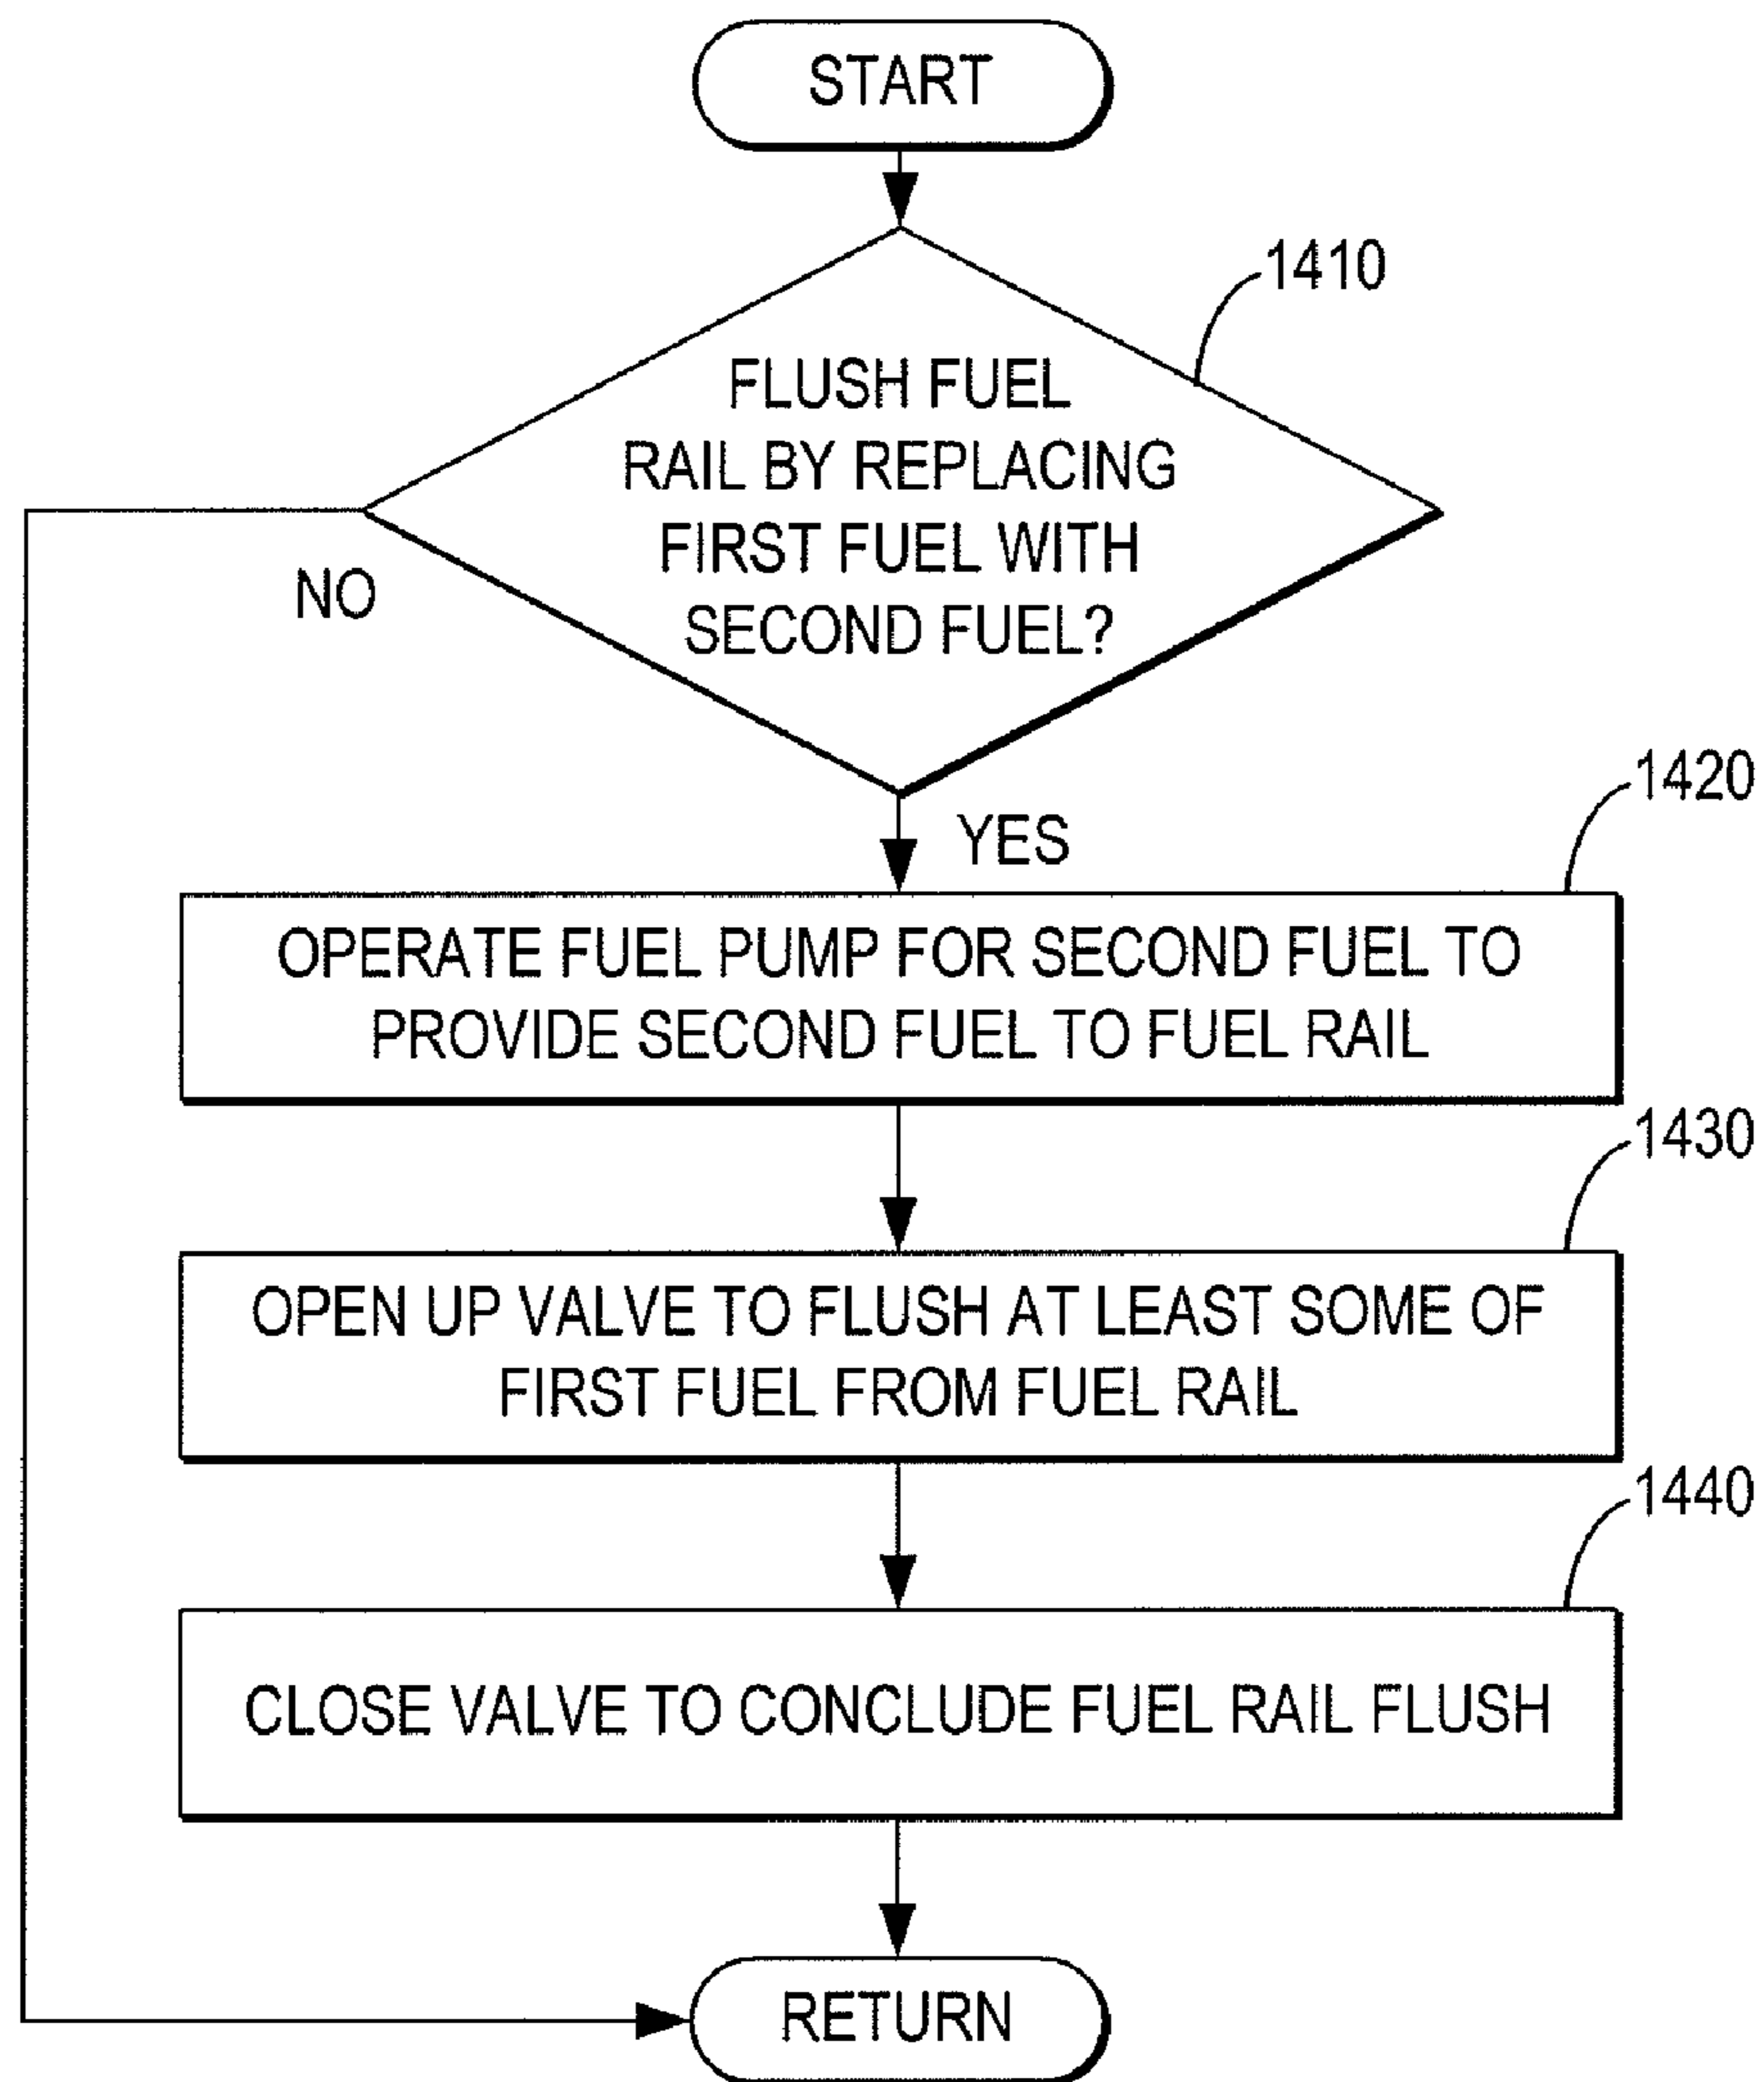 START
1410
FLUSH FUEL
RAIL BY REPLACING
FIRST FUEL WITH
SECOND FUEL?
NO
YES
1420
OPERATE FUEL PUMP FOR SECOND FUEL TO
PROVIDE SECOND FUEL TO FUEL RAIL
1430
OPEN UP VALVE TO FLUSH AT LEAST SOME OF
FIRST FUEL FROM FUEL RAIL
1440
CLOSE VALVE TO CONCLUDE FUEL RAIL FLUSH
RETURN